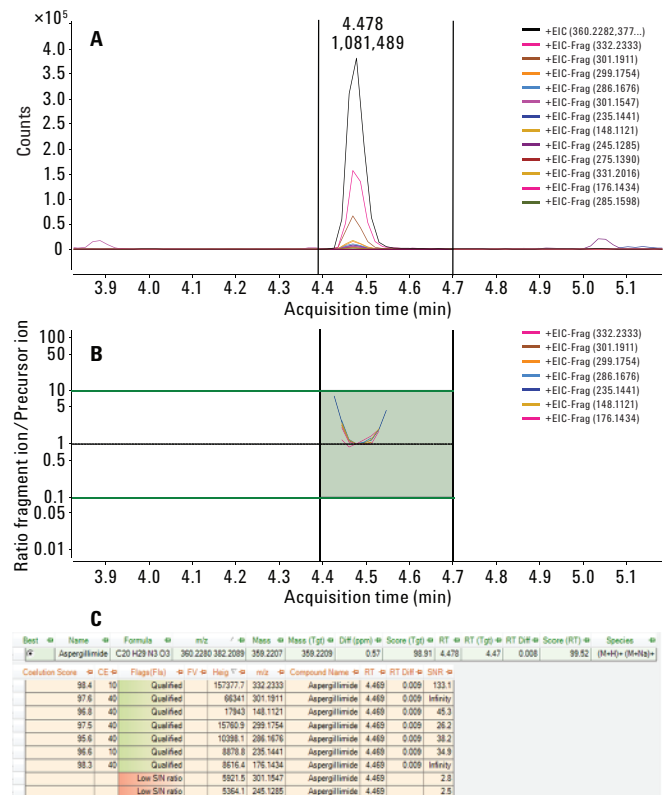 ×10⁵
A
4.478
1,081,489
4.0
3.5
3.0
2.5
2.0
1.5
1.0
0.5
0
Counts
3.9 4.0 4.1 4.2 4.3 4.4 4.5 4.6 4.7 4.8 4.9 5.0 5.1
Acquisition time (min)
+EIC (360.2282,377...)
+EIC-Frag (332.2333)
+EIC-Frag (301.1911)
+EIC-Frag (299.1754)
+EIC-Frag (286.1676)
+EIC-Frag (301.1547)
+EIC-Frag (235.1441)
+EIC-Frag (148.1121)
+EIC-Frag (245.1285)
+EIC-Frag (275.1390)
+EIC-Frag (331.2016)
+EIC-Frag (176.1434)
+EIC-Frag (285.1598)
B
100
50
10
5
1
0.5
0.1
0.05
0.01
Ratio fragment ion/Precursor ion
3.9 4.0 4.1 4.2 4.3 4.4 4.5 4.6 4.7 4.8 4.9 5.0 5.1
Acquisition time (min)
+EIC-Frag (332.2333)
+EIC-Frag (301.1911)
+EIC-Frag (299.1754)
+EIC-Frag (286.1676)
+EIC-Frag (235.1441)
+EIC-Frag (148.1121)
+EIC-Frag (176.1434)
C
Best Name Formula m/z Mass Mass (Tgt) Diff (ppm) Score (Tgt) RT RT (Tgt) RT Diff Score (RT) Species
Aspergillimide C20 H29 N3 O3 360.2280 382.2089 359.2207 359.2209 0.57 98.91 4.478 4.47 0.008 99.52 (M+H)+ (M+Na)+
Coelution Score CE Flags(Fls) FV Heig m/z Compound Name RT RT Diff SNR
98.4 10 Qualified 157377.7 332.2333 Aspergillimide 4.469 0.009 133.1
97.6 40 Qualified 66341 301.1911 Aspergillimide 4.469 0.009 Infinity
96.8 40 Qualified 17943 148.1121 Aspergillimide 4.469 0.009 45.3
97.5 40 Qualified 15760.9 299.1754 Aspergillimide 4.469 0.009 26.2
95.6 40 Qualified 10398.1 286.1676 Aspergillimide 4.469 0.009 38.2
96.6 10 Qualified 8878.8 235.1441 Aspergillimide 4.469 0.009 34.9
98.3 40 Qualified 8616.4 176.1434 Aspergillimide 4.469 0.009 Infinity
Low S/N ratio 5921.5 301.1547 Aspergillimide 4.469 2.8
Low S/N ratio 5364.1 245.1285 Aspergillimide 4.469 2.5